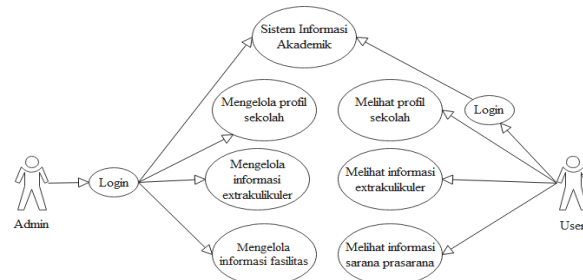 Sistem Informasi
Akademik
Mengelola profil
sekolah
Melihat profil
sekolah
Login
Login
Mengelola
informasi
extrakulikuler
Melihat informasi
extrakulikuler
Admin
User
Mengelola
informasi fasilitas
Melihat informasi
sarana prasarana